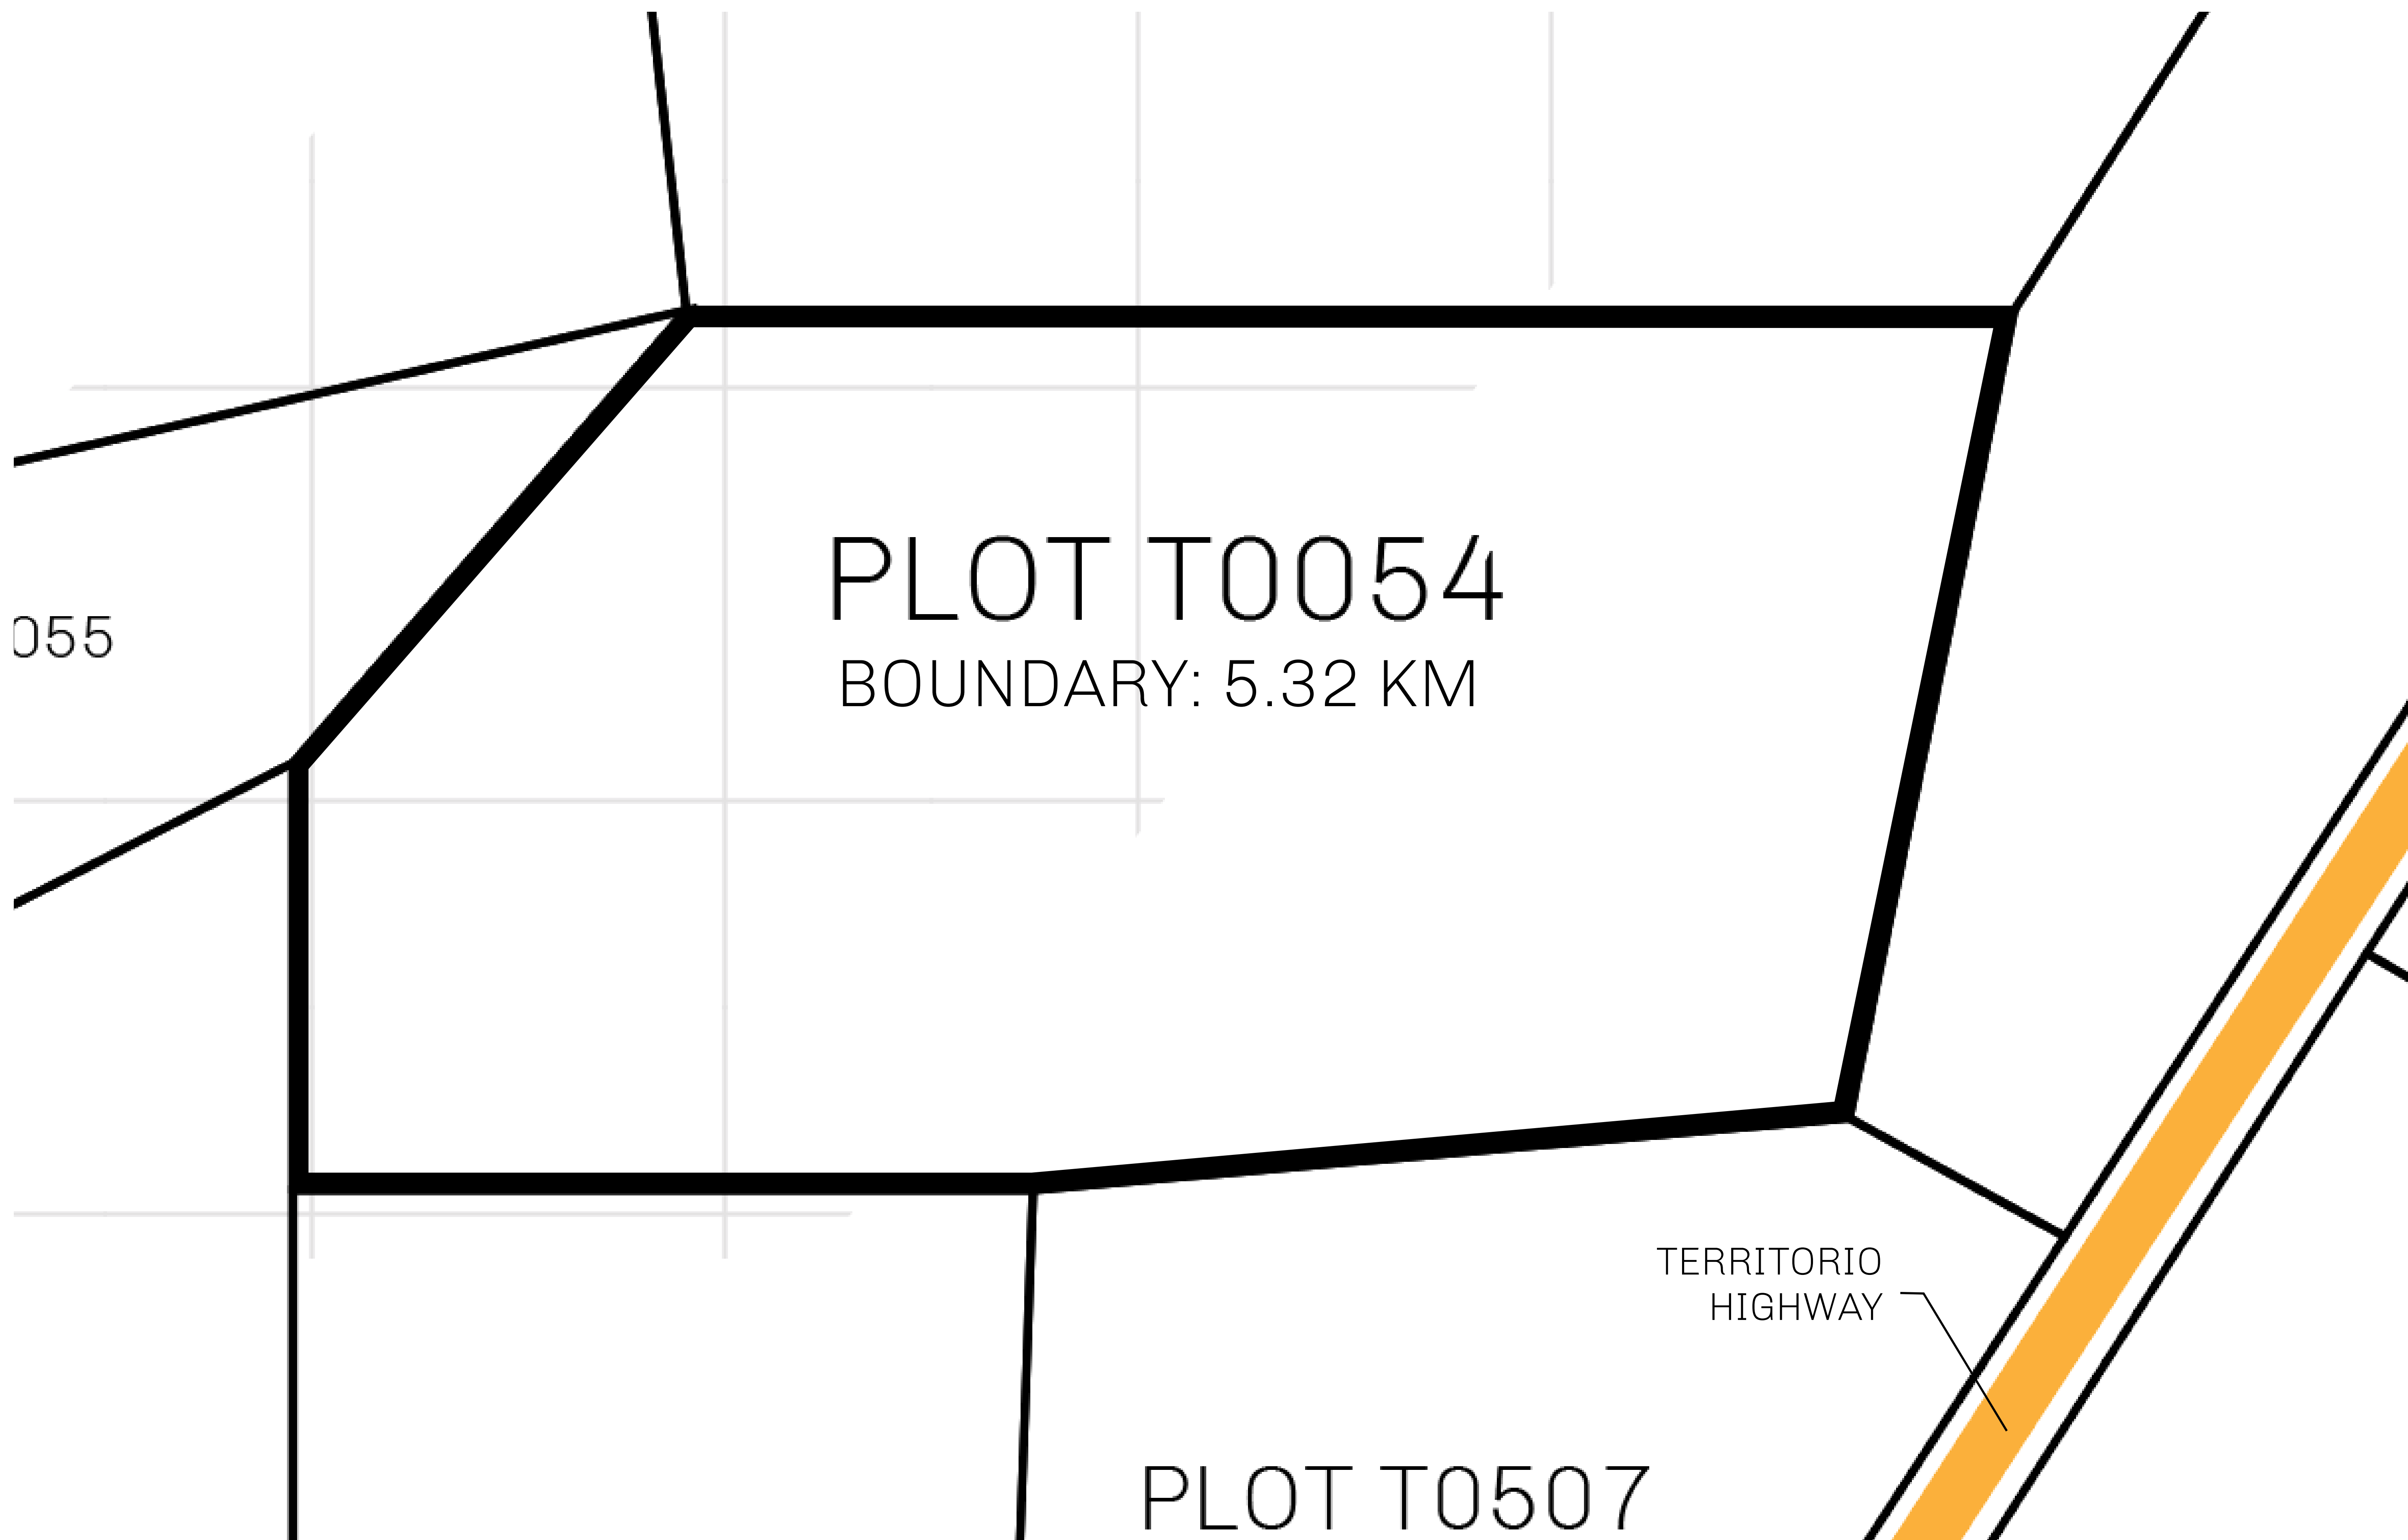 PLOT T0054
BOUNDARY: 5.32 KM
055
TERRITORIO
HIGHWAY
PLOT T0507